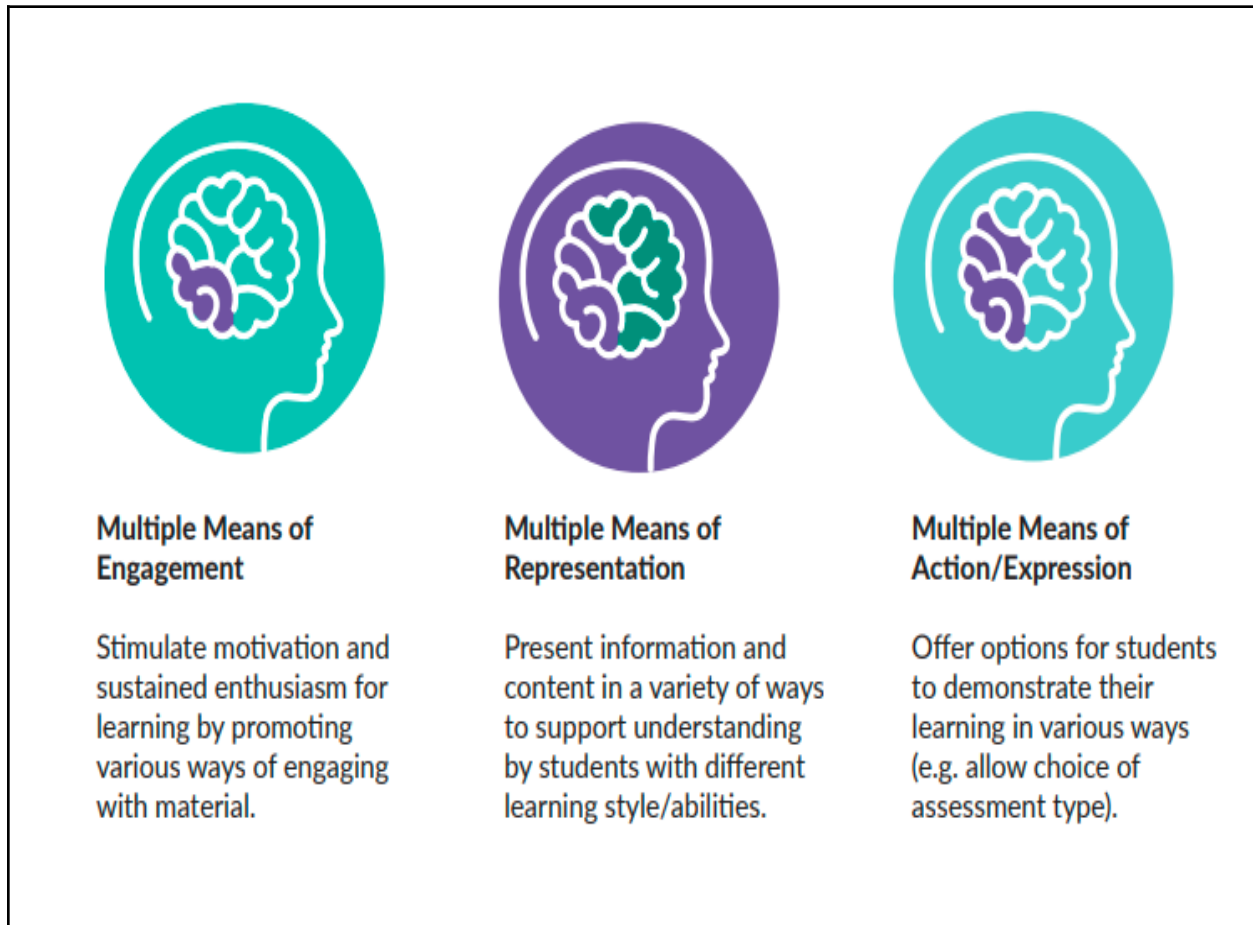 Multiple Means of
Engagement
Stimulate motivation and
sustained enthusiasm for
learning by promoting
various ways of engaging
with material.
Multiple Means of
Representation
Present information and
content in a variety of ways
to support understanding
by students with different
learning style/abilities.
Multiple Means of
Action/Expression
Offer options for students
to demonstrate their
learning in various ways
(e.g. allow choice of
assessment type).